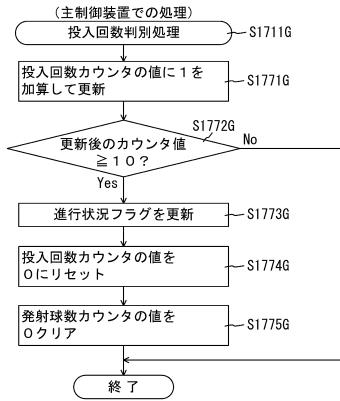 （主制御装置での処理）
投入回数判別処理
S1711G
投入回数カウンタの値に１を
加算して更新
S1771G
更新後のカウンタ値
≧１０？
S1772G
No
Yes
進行状況フラグを更新
S1773G
投入回数カウンタの値を
０にリセット
S1774G
発射球数カウンタの値を
０クリア
S1775G
終了